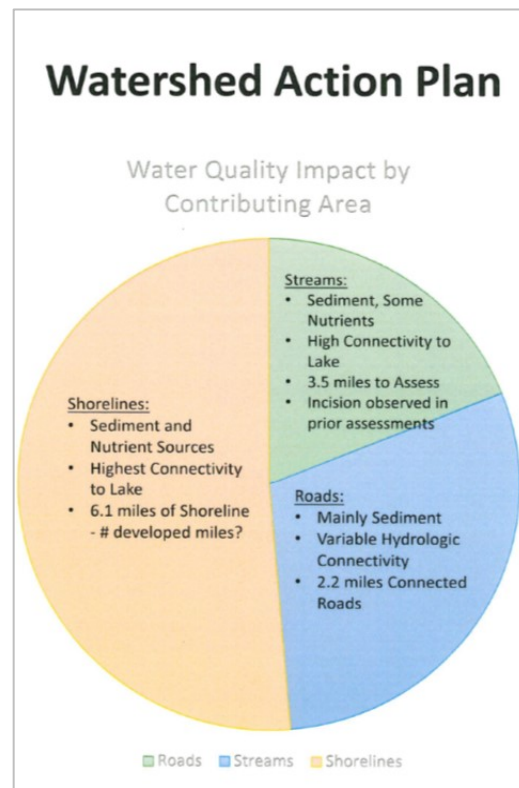 Watershed Action Plan
Water Quality Impact by
Contributing Area
Streams:
• Sediment, Some
Nutrients
• High Connectivity to
Lake
• 3.5 miles to Assess
• Incision observed in
prior assessments
Shorelines:
• Sediment and
Nutrient Sources
• Highest Connectivity
to Lake
• 6.1 miles of Shoreline
- # developed miles?
Roads:
• Mainly Sediment
• Variable Hydrologic
Connectivity
• 2.2 miles Connected
Roads
Roads Streams Shorelines